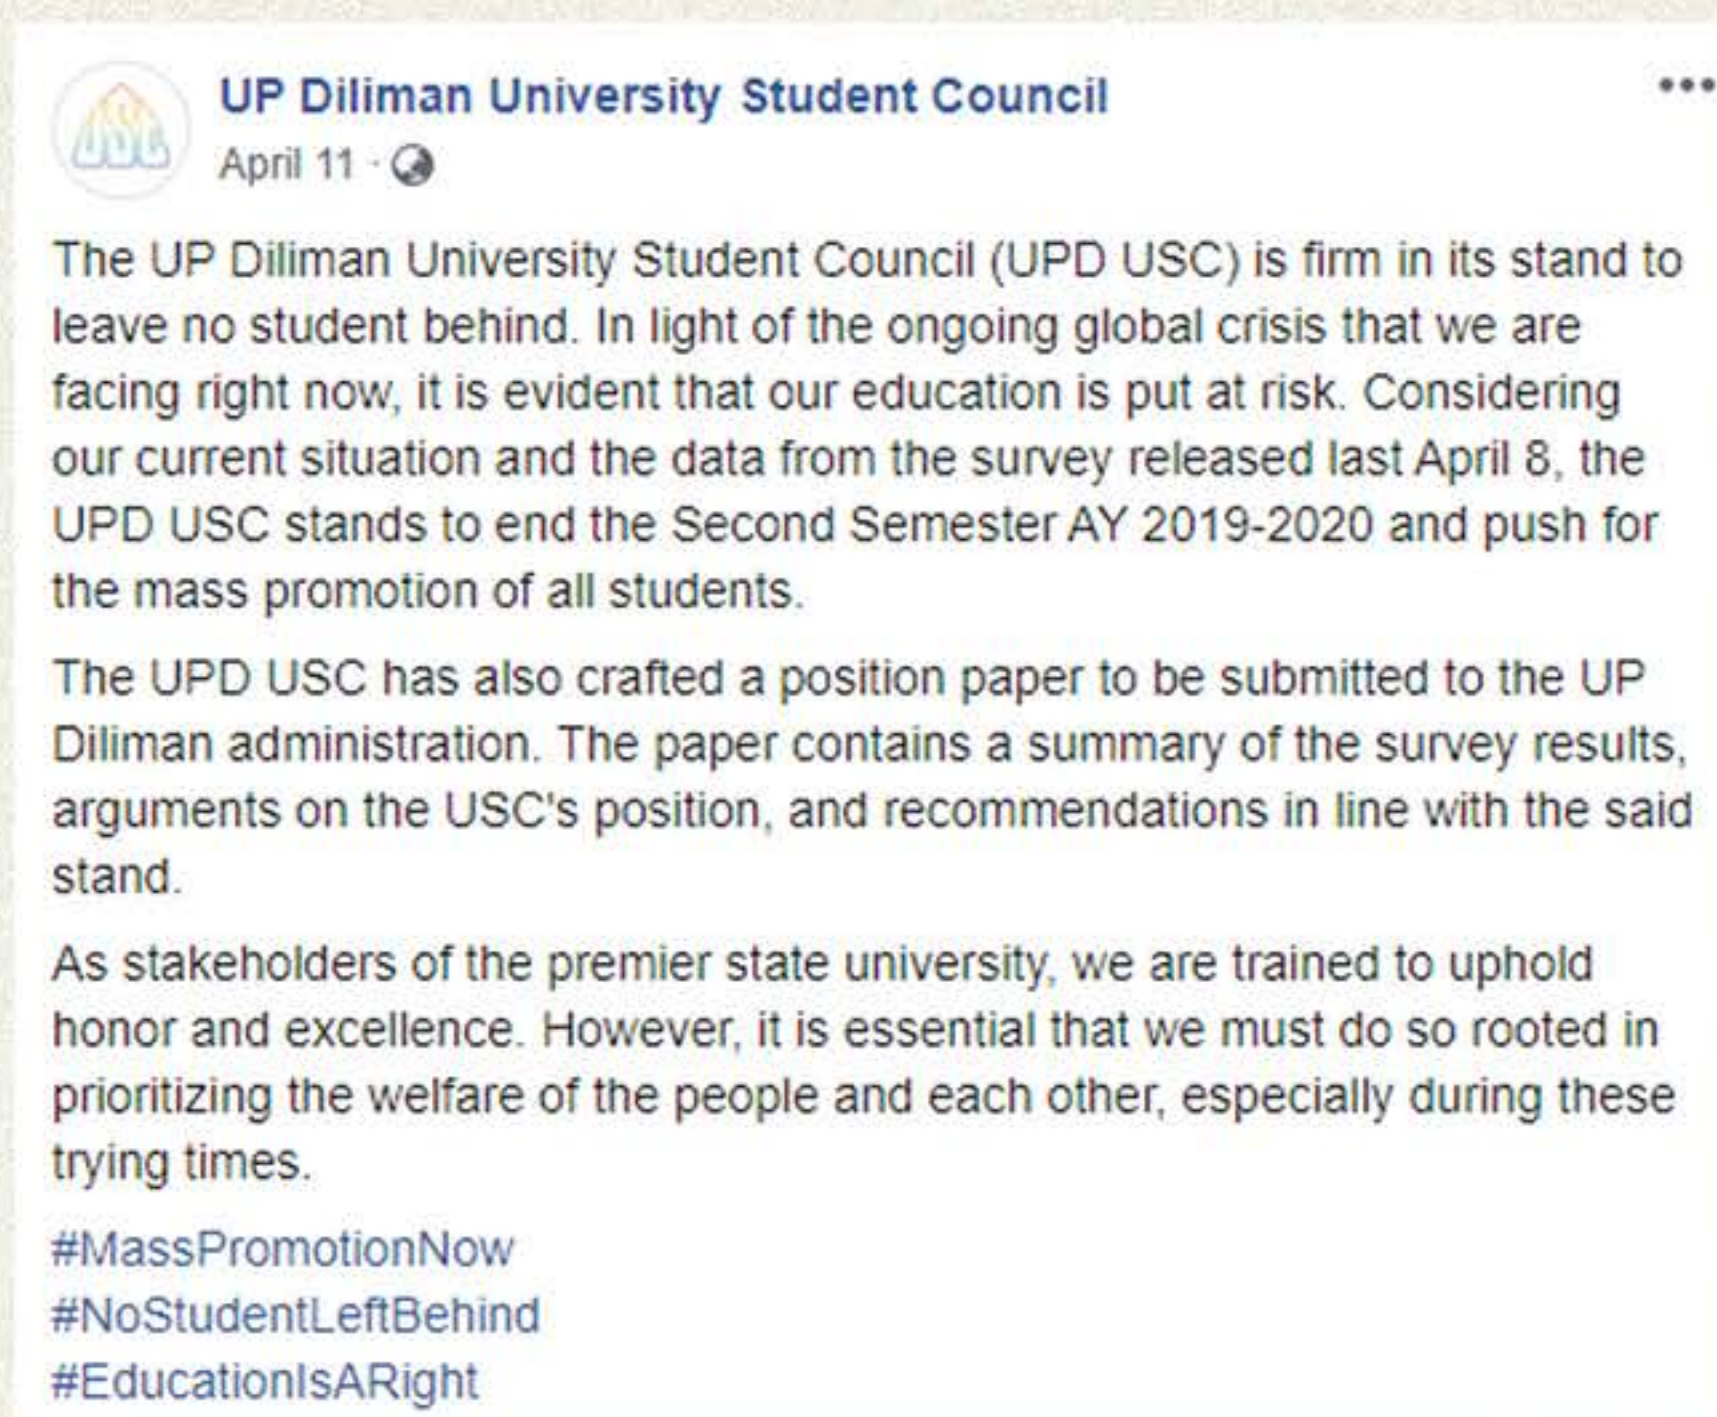 USC
UP Diliman University Student Council
April 11 ·
The UP Diliman University Student Council (UPD USC) is firm in its stand to
leave no student behind. In light of the ongoing global crisis that we are
facing right now, it is evident that our education is put at risk. Considering
our current situation and the data from the survey released last April 8, the
UPD USC stands to end the Second Semester AY 2019-2020 and push for
the mass promotion of all students.
The UPD USC has also crafted a position paper to be submitted to the UP
Diliman administration. The paper contains a summary of the survey results,
arguments on the USC's position, and recommendations in line with the said
stand.
As stakeholders of the premier state university, we are trained to uphold
honor and excellence. However, it is essential that we must do so rooted in
prioritizing the welfare of the people and each other, especially during these
trying times.
#MassPromotionNow
#NoStudentLeftBehind
#EducationIsARight